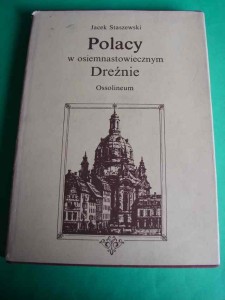 Jacek Staszewski
Polacy
w osiemnastowiecznym
Dreźnie
Ossolineum